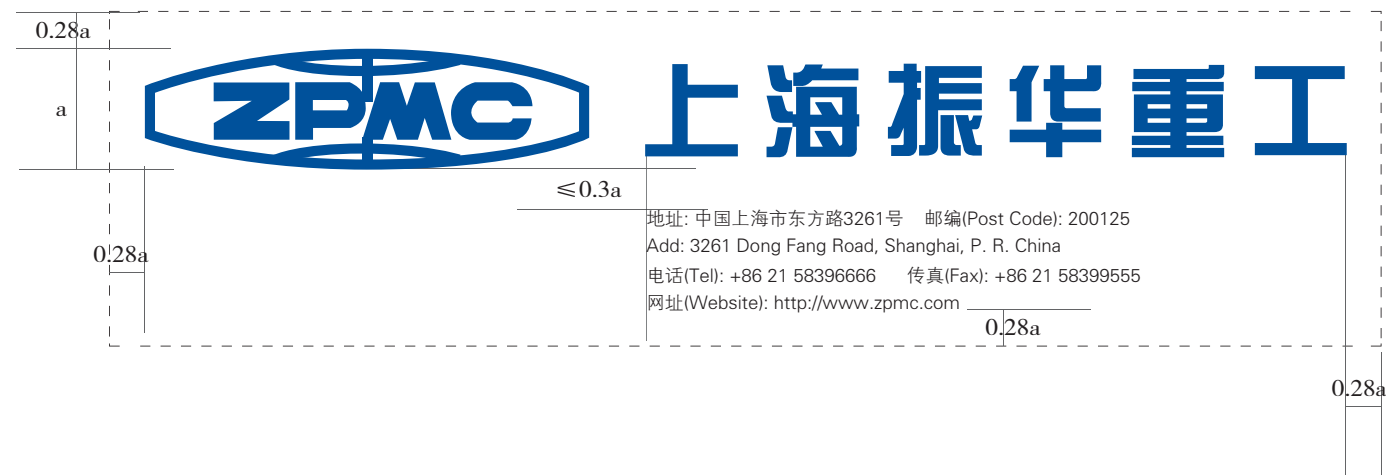 0.28a
a
ZPMC 上海振华重工
≤0.3a
地址: 中国上海市东方路3261号 邮编(Post Code): 200125
Add: 3261 Dong Fang Road, Shanghai, P. R. China
0.28a
电话(Tel): +86 21 58396666 传真(Fax): +86 21 58399555
网址(Website): http://www.zpmc.com
0.28a
0.28a